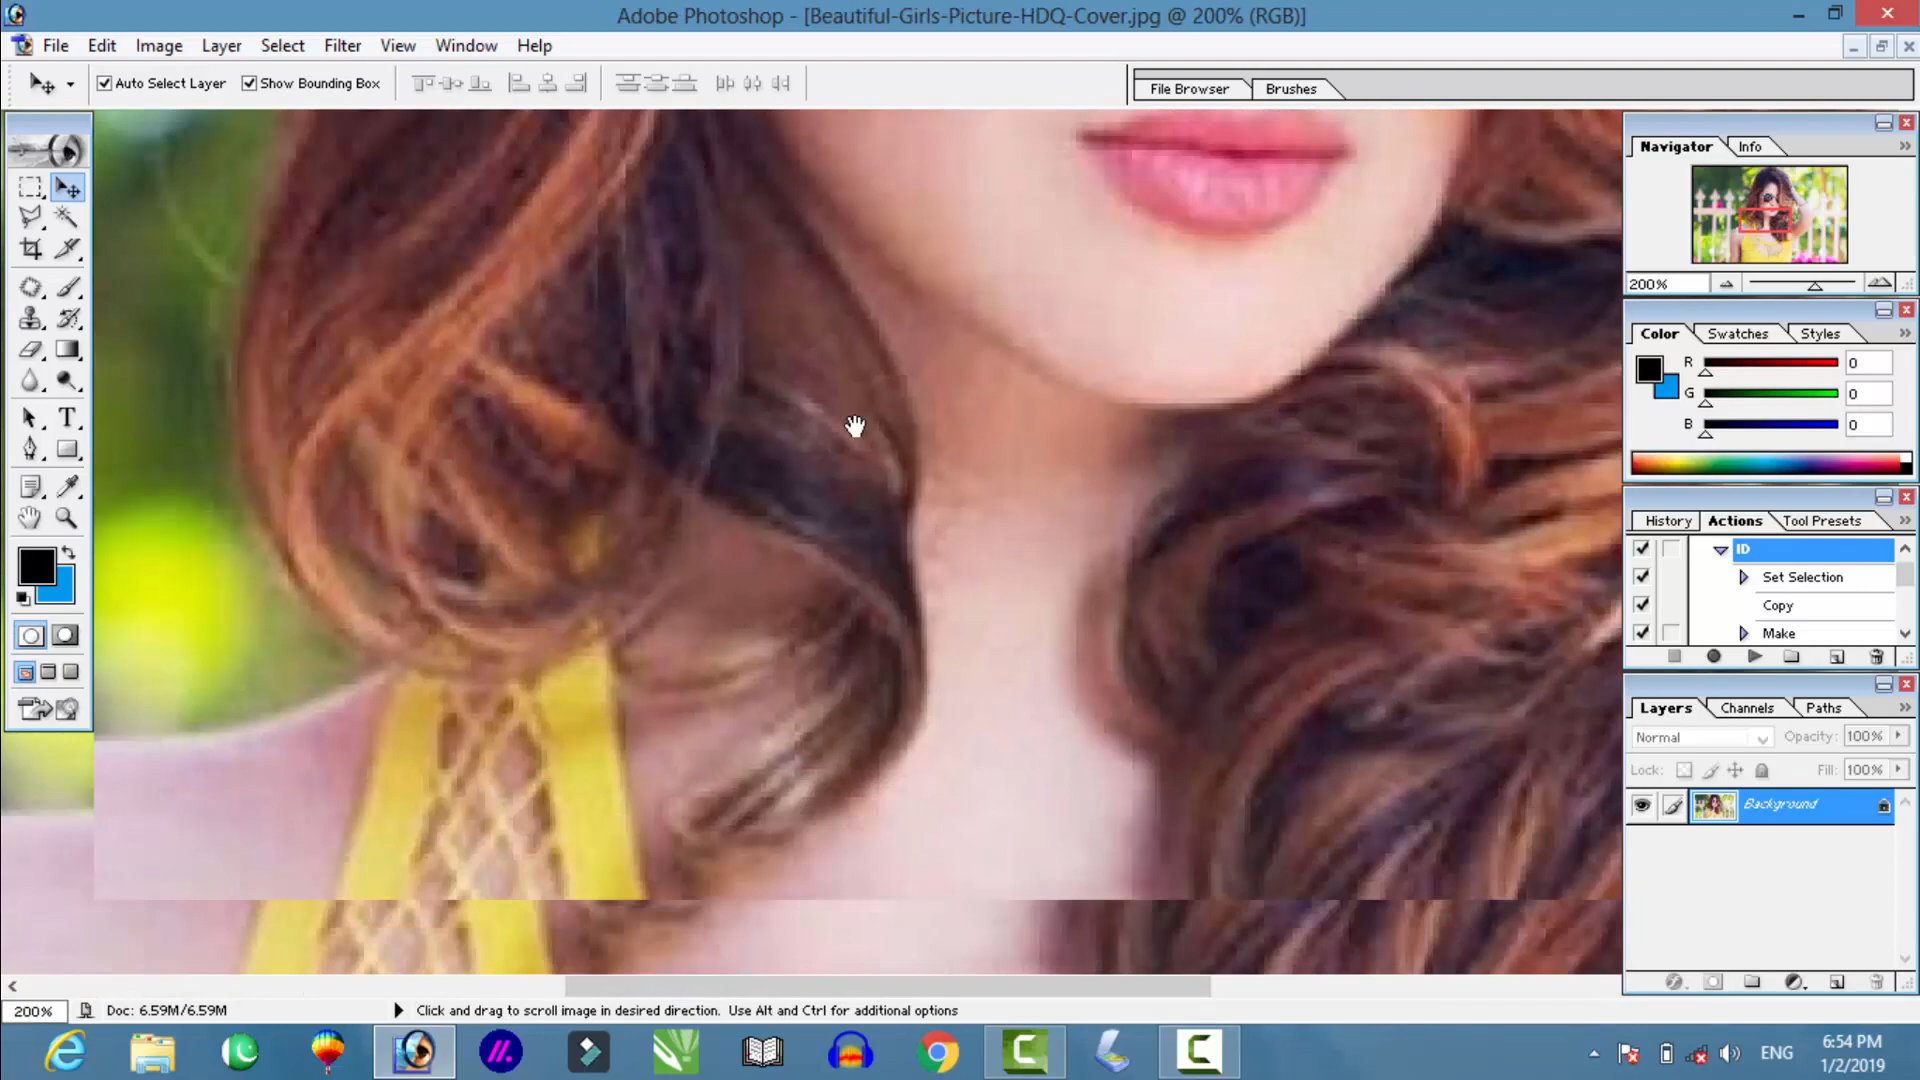 Adobe Photoshop - [Beautiful-Girls-Picture-HDQ-Cover.jpg @ 200% (RGB)]
File Edit Image Layer Select Filter View Window Help
Auto Select Layer Show Bounding Box
File Browser Brushes
Navigator Info
200%
Color Swatches Styles
R 0
G 0
B 0
History Actions Tool Presets
ID
Set Selection
Copy
Make
Layers Channels Paths
Normal Opacity: 100%
Lock: Fill: 100%
Background
200% Doc: 6.59M/6.59M Click and drag to scroll image in desired direction. Use Alt and Ctrl for additional options
ENG
6:54 PM
1/2/2019